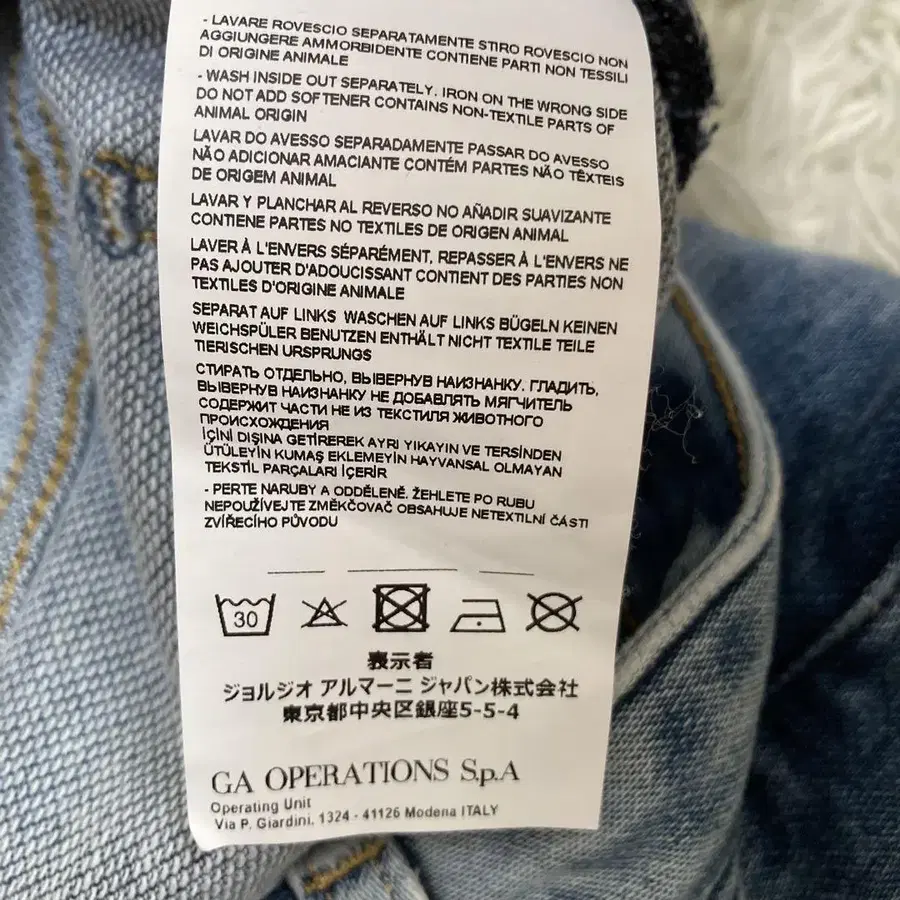 - LAVARE ROVESCIO SEPARATAMENTE STIRO ROVESCIO NON
AGGIUNGERE AMMORBIDENTE CONTIENE PARTI NON TESSILI
DI ORIGINE ANIMALE
- WASH INSIDE OUT SEPARATELY. IRON ON THE WRONG SIDE
DO NOT ADD SOFTENER CONTAINS NON-TEXTILE PARTS OF
ANIMAL ORIGIN
LAVAR DO AVESSO SEPARADAMENTE PASSAR DO AVESSO
NÃO ADICIONAR AMACIANTE CONTÉM PARTES NÃO TÊXTEIS
DE ORIGEM ANIMAL
LAVAR Y PLANCHAR AL REVERSO NO AÑADIR SUAVIZANTE
CONTIENE PARTES NO TEXTILES DE ORIGEN ANIMAL
LAVER À L'ENVERS SÉPARÉMENT, REPASSER À L'ENVERS NE
PAS AJOUTER D'ADOUCISSANT CONTIENT DES PARTIES NON
TEXTILES D'ORIGINE ANIMALE
SEPARAT AUF LINKS WASCHEN AUF LINKS BÜGELN KEINEN
WEICHSPÜLER BENUTZEN ENTHÄLT NICHT TEXTILE TEILE
TIERISCHEN URSPRUNGS
СТИРАТЬ ОТДЕЛЬНО, ВЫВЕРНУВ НАИЗНАНКУ. ГЛАДИТЬ,
ВЫВЕРНУВ НАИЗНАНКУ НЕ ДОБАВЛЯТЬ МЯГЧИТЕЛЬ
СОДЕРЖИТ ЧАСТИ НЕ ИЗ ТЕКСТИЛЯ ЖИВОТНОГО
ПРОИСХОЖДЕНИЯ
İÇİNİ DIŞINA GETİREREK AYRI YIKAYIN VE TERSİNDEN
ÜTÜLEYİN KUMAŞ EKLEMEYİN HAYVANSAL OLMAYAN
TEKSTİL PARÇALARI İÇERİR
- PERTE NARUBY A ODDĚLENĚ. ŽEHLETE PO RUBU
NEPOUŽÍVEJTE ZMĚKČOVAČ OBSAHUJE NETEXTILNÍ ČÁSTI
ZVÍŘECÍHO PŮVODU
30
表示者
ジョルジオ アルマーニ ジャパン株式会社
東京都中央区銀座5-5-4
GA OPERATIONS S.p.A
Operating Unit
Via P. Giardini, 1324 - 41126 Modena ITALY